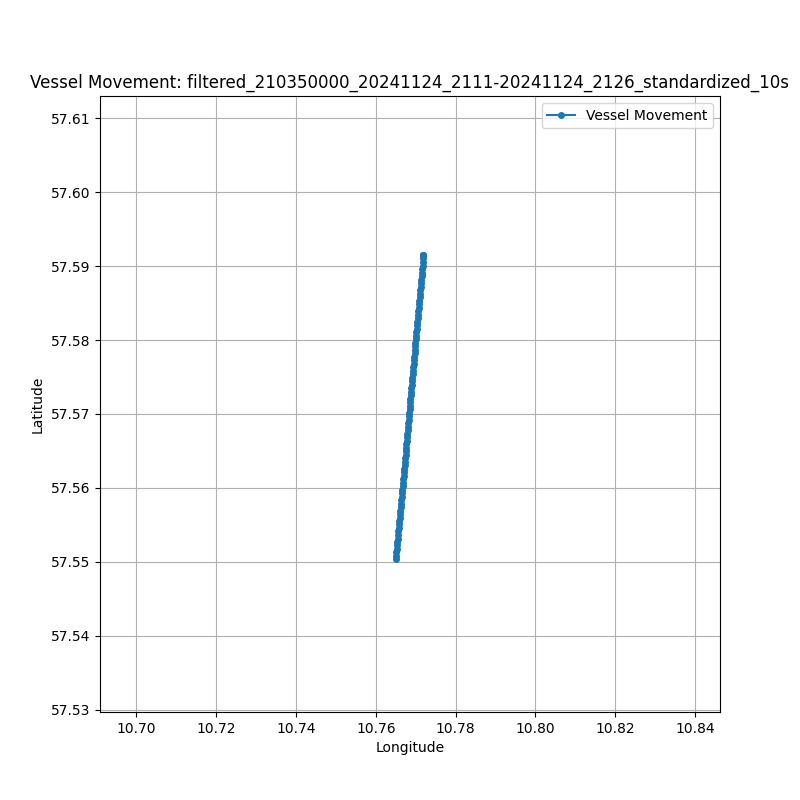 Vessel Movement: filtered_210350000_20241124_2111-20241124_2126_standardized_10s
Vessel Movement
57.61
57.60
57.59
57.58
57.57
57.56
57.55
57.54
57.53
Latitude
10.70 10.72 10.74 10.76 10.78 10.80 10.82 10.84
Longitude